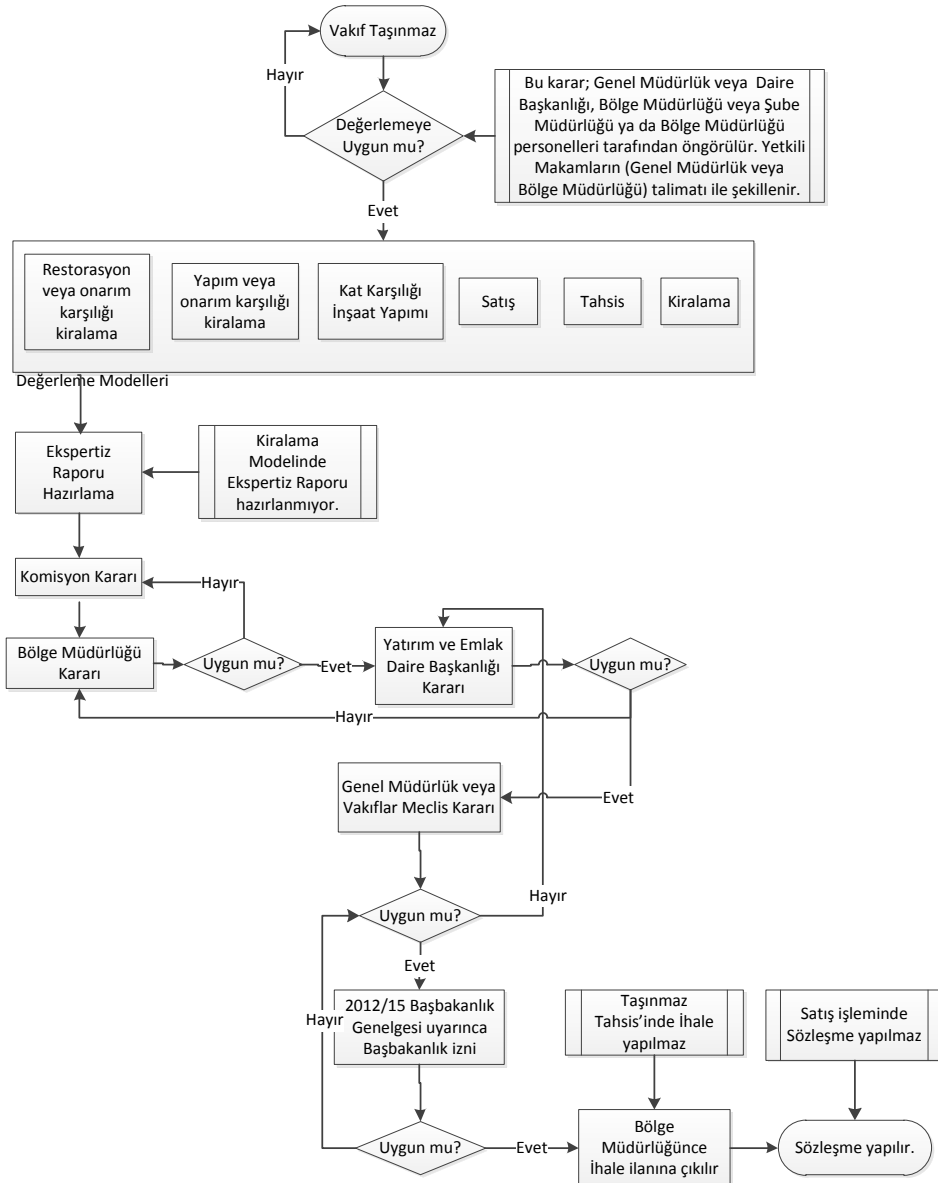 Vakıf Taşınmaz
Hayır
Değerlemeye
Uygun mu?
Bu karar; Genel Müdürlük veya Daire
Başkanlığı, Bölge Müdürlüğü veya Şube
Müdürlüğü ya da Bölge Müdürlüğü
personelleri tarafından öngörülür. Yetkili
Makamların (Genel Müdürlük veya
Bölge Müdürlüğü) talimatı ile şekillenir.
Evet
Restorasyon
veya onarım
karşılığı
kiralama
Yapım veya
onarım karşılığı
kiralama
Kat Karşılığı
İnşaat Yapımı
Satış
Tahsis
Kiralama
Değerleme Modelleri
Ekspertiz
Raporu
Hazırlama
Kiralama
Modelinde
Ekspertiz Raporu
hazırlanmıyor.
Komisyon Kararı
Hayır
Bölge Müdürlüğü
Kararı
Uygun mu?
Evet
Yatırım ve Emlak
Daire Başkanlığı
Kararı
Uygun mu?
Hayır
Evet
Genel Müdürlük veya
Vakıflar Meclis Kararı
Uygun mu?
Hayır
Evet
2012/15 Başbakanlık
Genelgesi uyarınca
Başbakanlık izni
Hayır
Taşınmaz
Tahsis’inde İhale
yapılmaz
Satış işleminde
Sözleşme yapılmaz
Uygun mu?
Evet
Bölge
Müdürlüğünce
İhale ilanına çıkılır
Sözleşme yapılır.